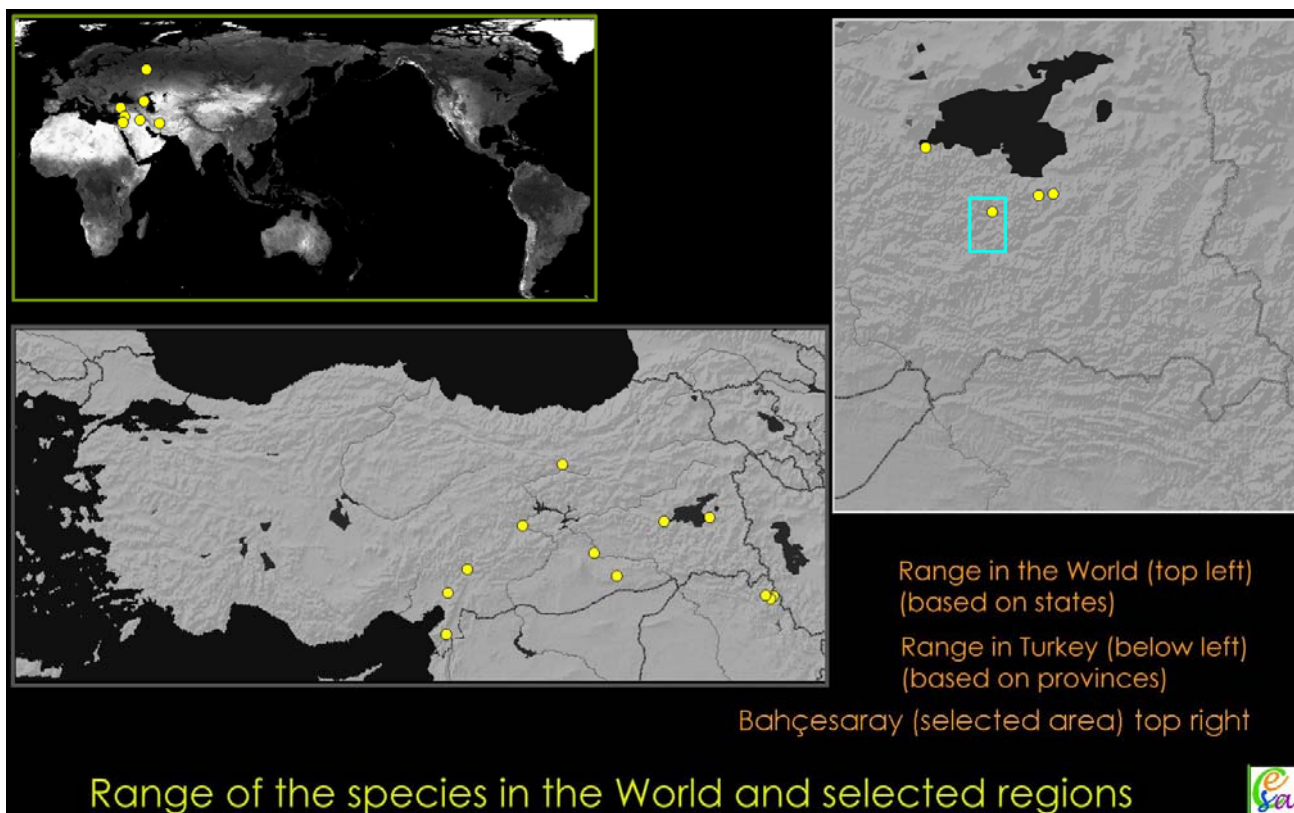 Range in the World (top left)
(based on states)
Range in Turkey (below left)
(based on provinces)
Bahçesaray (selected area) top right
Range of the species in the World and selected regions
Cesa